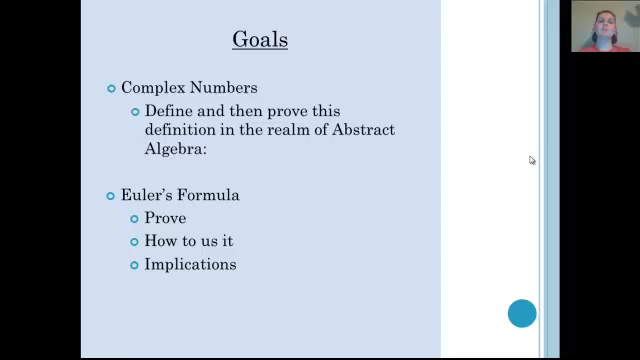 Goals
Complex Numbers
Define and then prove this
definition in the realm of Abstract
Algebra:
Euler's Formula
Prove
How to us it
Implications